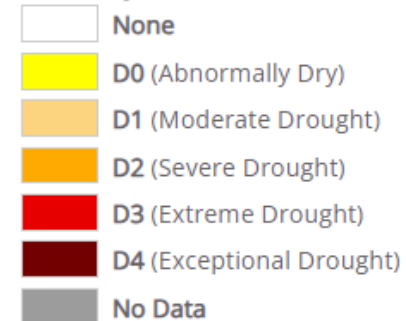 None
D0 (Abnormally Dry)
D1 (Moderate Drought)
D2 (Severe Drought)
D3 (Extreme Drought)
D4 (Exceptional Drought)
No Data